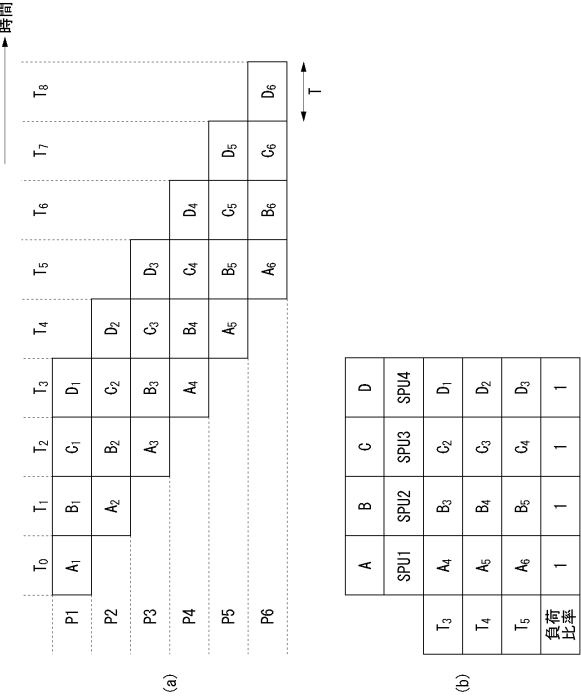 時間
T0 T1 T2 T3 T4 T5 T6 T7 T8
P1 A1 B1 C1 D1
P2 A2 B2 C2 D2
P3 A3 B3 C3 D3
P4 A4 B4 C4 D4
P5 A5 B5 C5 D5
P6 A6 B6 C6 D6
T
(a)
A B C D
SPU1 SPU2 SPU3 SPU4
T3 A4 B3 C2 D1
T4 A5 B4 C3 D2
T5 A6 B5 C4 D3
負荷
比率 1 1 1 1
(b)